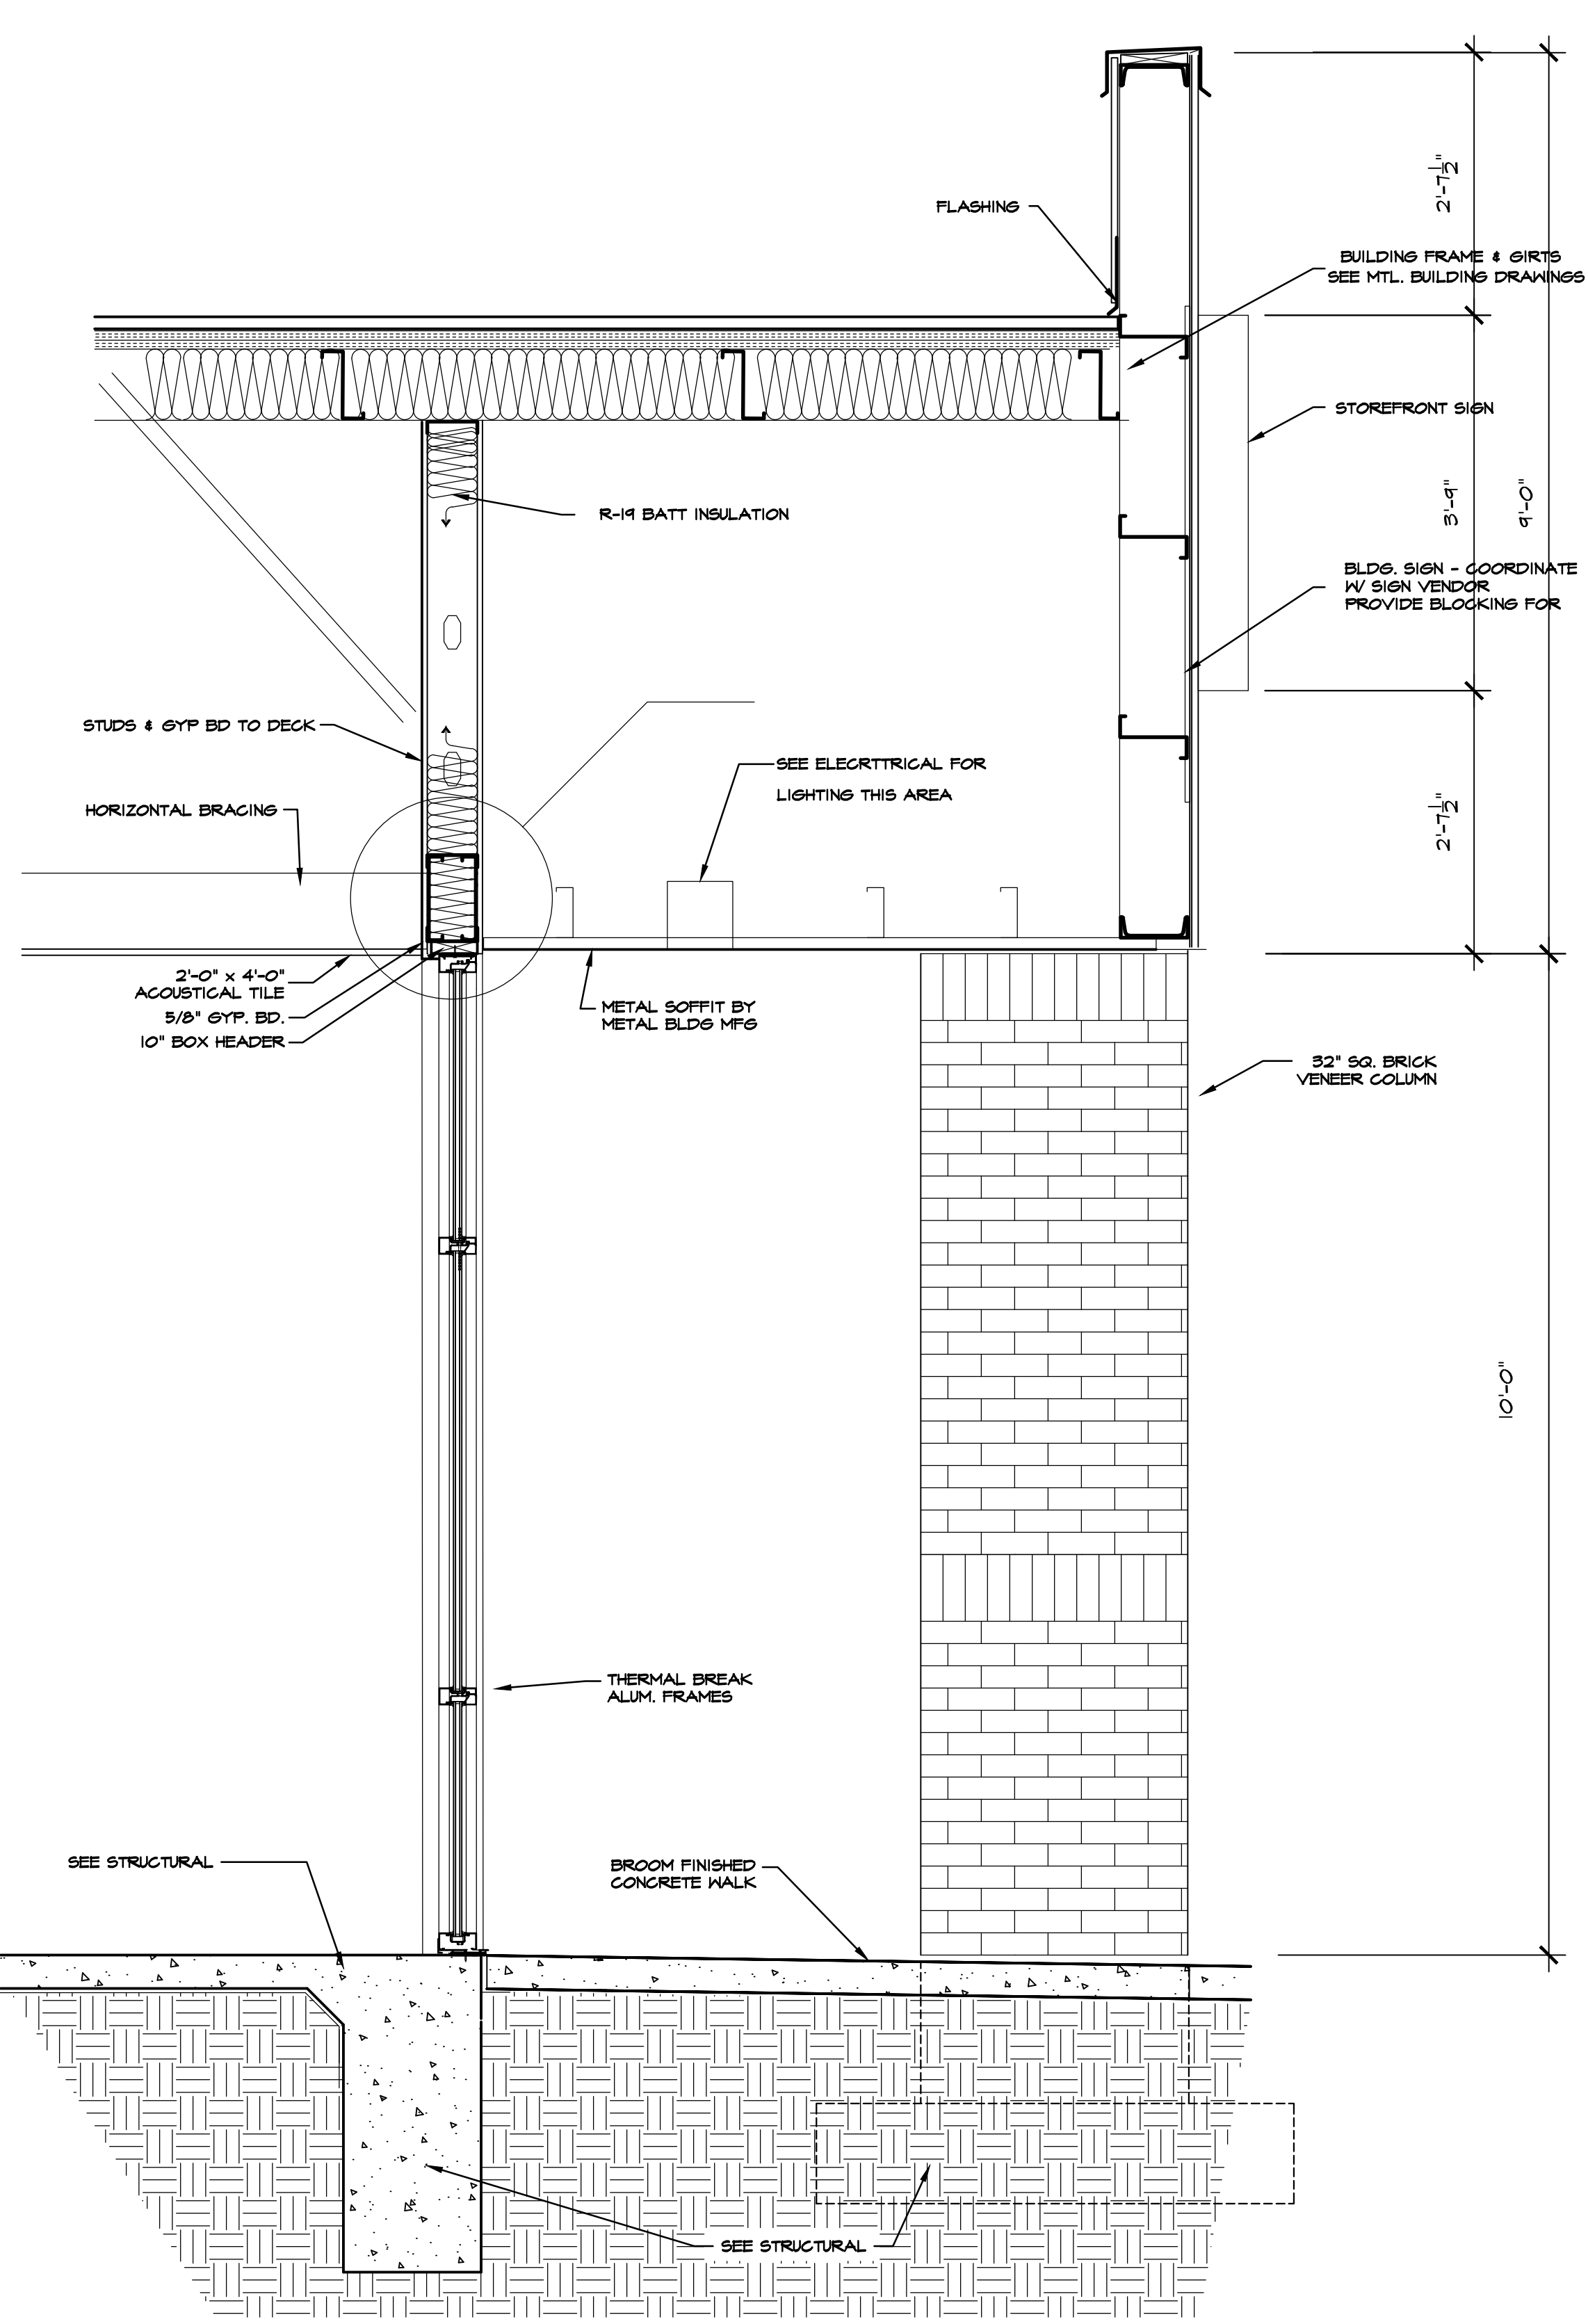 2'-7 1/2"
FLASHING
BUILDING FRAME & GIRTS
SEE MTL. BUILDING DRAWINGS
STOREFRONT SIGN
R-19 BATT INSULATION
3'-9"
9'-0"
BLDG. SIGN - COORDINATE
W/ SIGN VENDOR
PROVIDE BLOCKING FOR
STUDS & GYP BD TO DECK
SEE ELECRTTRICAL FOR
LIGHTING THIS AREA
HORIZONTAL BRACING
2'-7 1/2"
2'-0" x 4'-0"
ACOUSTICAL TILE
5/8" GYP. BD.
10" BOX HEADER
METAL SOFFIT BY
METAL BLDG MFG
32" SQ. BRICK
VENEER COLUMN
10'-0"
THERMAL BREAK
ALUM. FRAMES
SEE STRUCTURAL
BROOM FINISHED
CONCRETE WALK
SEE STRUCTURAL